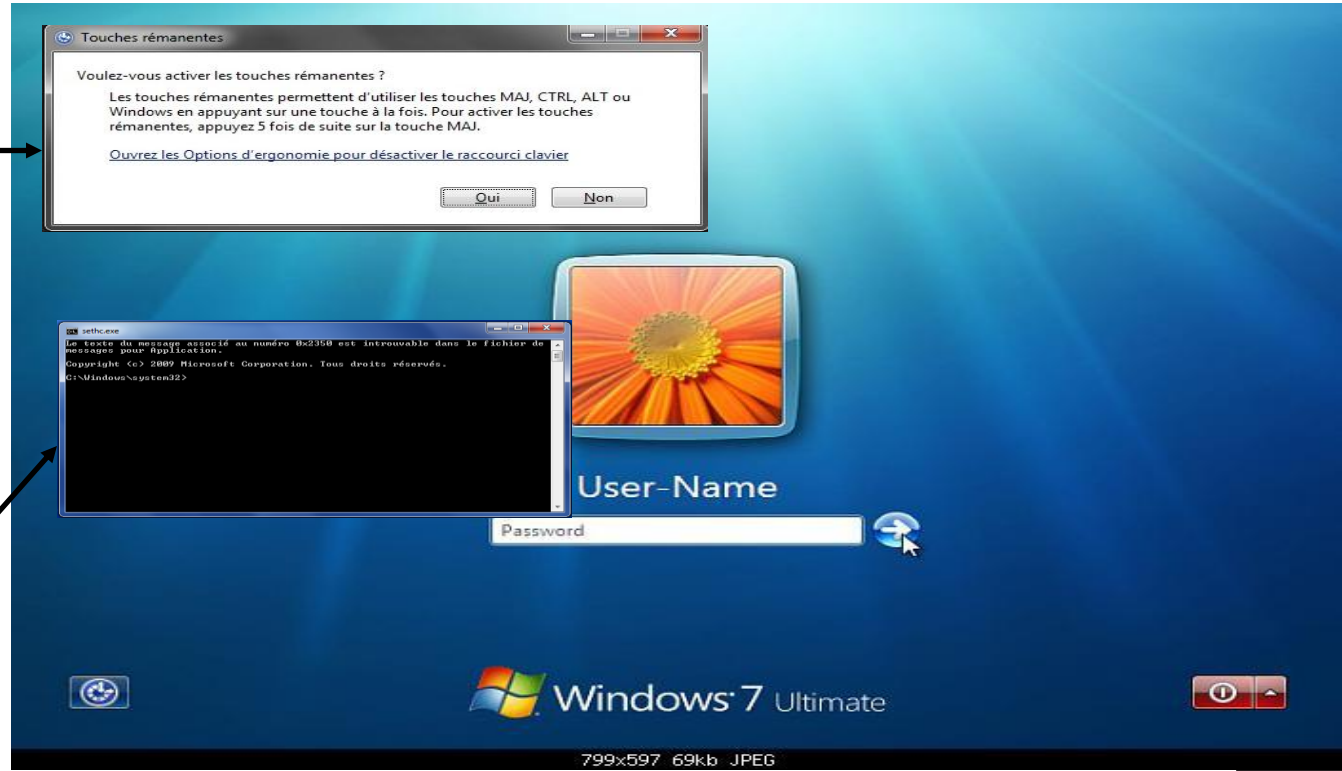 Touches rémanentes
Voulez-vous activer les touches rémanentes ?
Les touches rémanentes permettent d'utiliser les touches MAJ, CTRL, ALT ou
Windows en appuyant sur une touche à la fois. Pour activer les touches
rémanentes, appuyez 5 fois de suite sur la touche MAJ.
Ouvrez les Options d'ergonomie pour désactiver le raccourci clavier
Oui Non
sethc.exe
Le texte du message associé au numéro 0x2350 est introuvable dans le fichier de
messages pour Application.
Copyright (c) 2009 Microsoft Corporation. Tous droits réservés.
C:\Windows\system32>
User-Name
Password
Windows 7 Ultimate
799x597 69kb JPEG